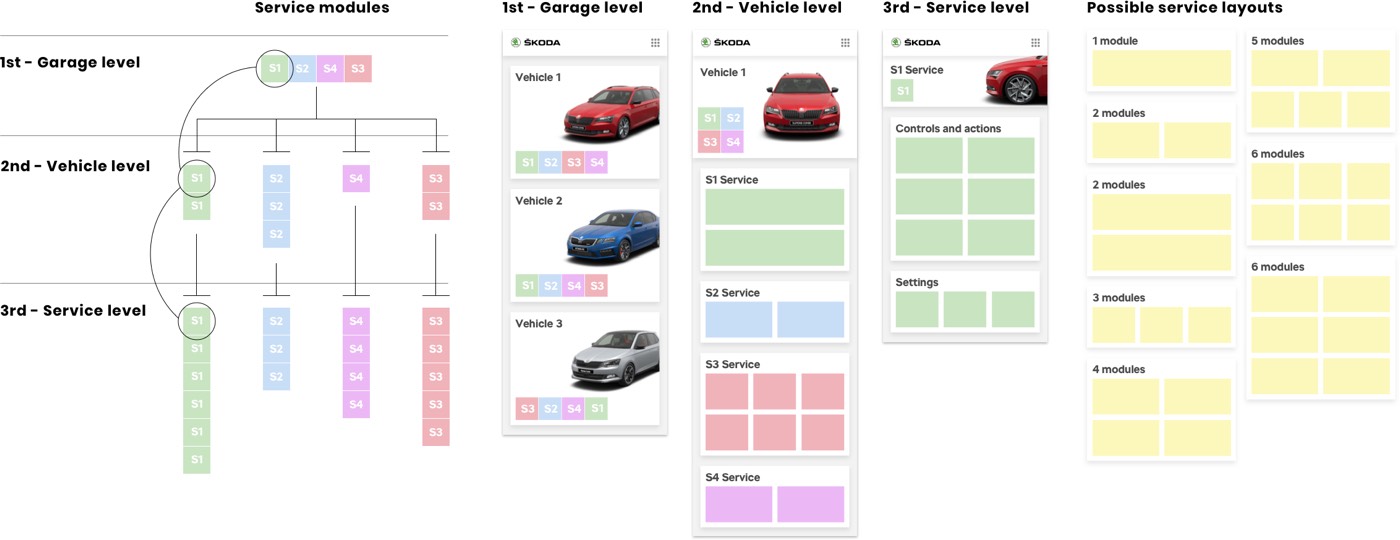 Service modules
1st - Garage level
S1 S2 S4 S3
2nd - Vehicle level
S1 S2 S4 S3
S1 S2 S3
S2
3rd - Service level
S1 S2 S4 S3
S1 S2 S4 S3
S1 S2 S4 S3
S1 S4 S3
S1 S3
S1
1st - Garage level
ŠKODA
Vehicle 1
S1 S2 S3 S4
Vehicle 2
S1 S2 S4 S3
Vehicle 3
S3 S2 S4 S1
2nd - Vehicle level
ŠKODA
Vehicle 1
S1 S2
S3 S4
S1 Service
S2 Service
S3 Service
S4 Service
3rd - Service level
ŠKODA
S1 Service
S1
Controls and actions
Settings
Possible service layouts
1 module
2 modules
2 modules
3 modules
4 modules
5 modules
6 modules
6 modules